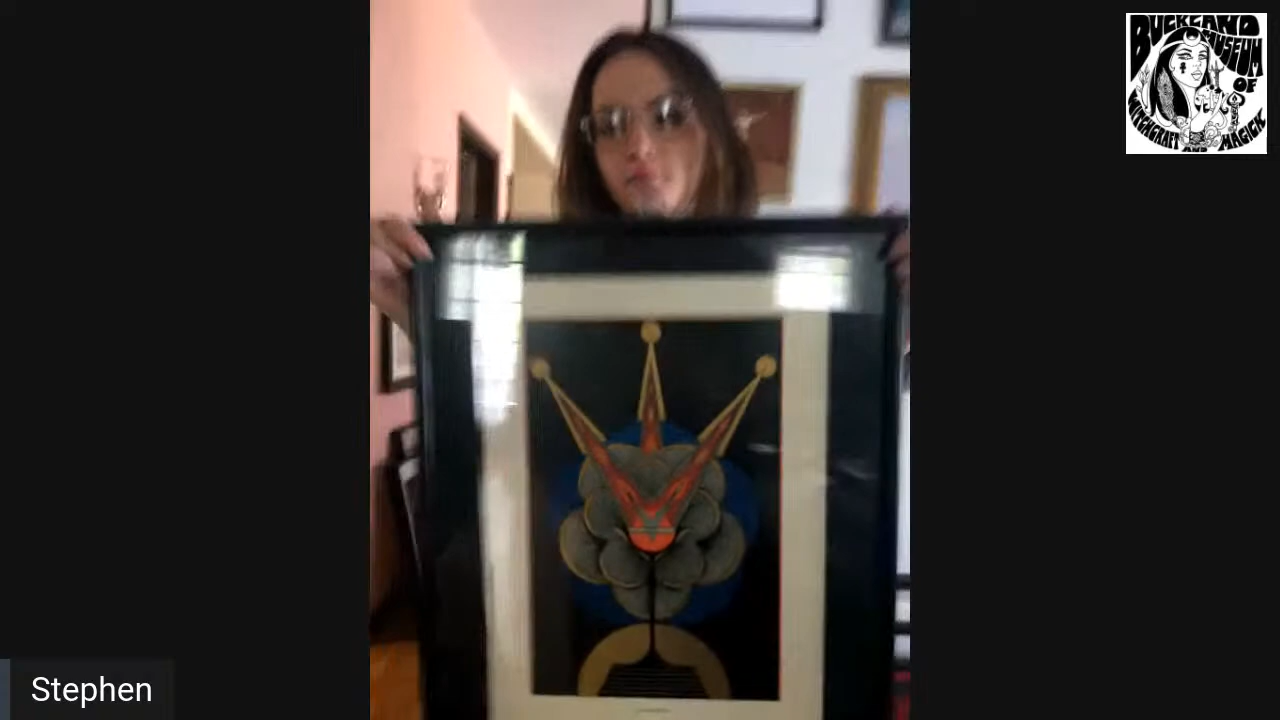 BUCKLAND
MUSEUM
OF
WITCHCRAFT
AND
MAGICK
Stephen